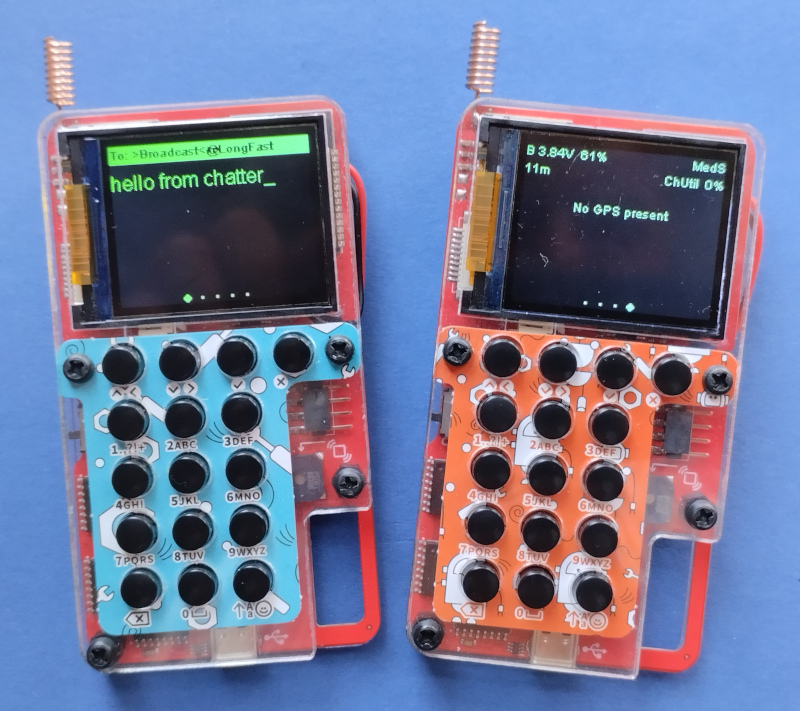 To: >Broadcast<@LongFast
hello from chatter_
1..?!+
2ABC
3DEF
4GHI
5JKL
6MNO
7PQRS
8TUV
9WXYZ
0
B 3.84V 61%
MedS
11m
ChUtil 0%
No GPS present
1..?!+
2ABC
3DEF
4GHI
5JKL
6MNO
7PQRS
8TUV
9WXYZ
0